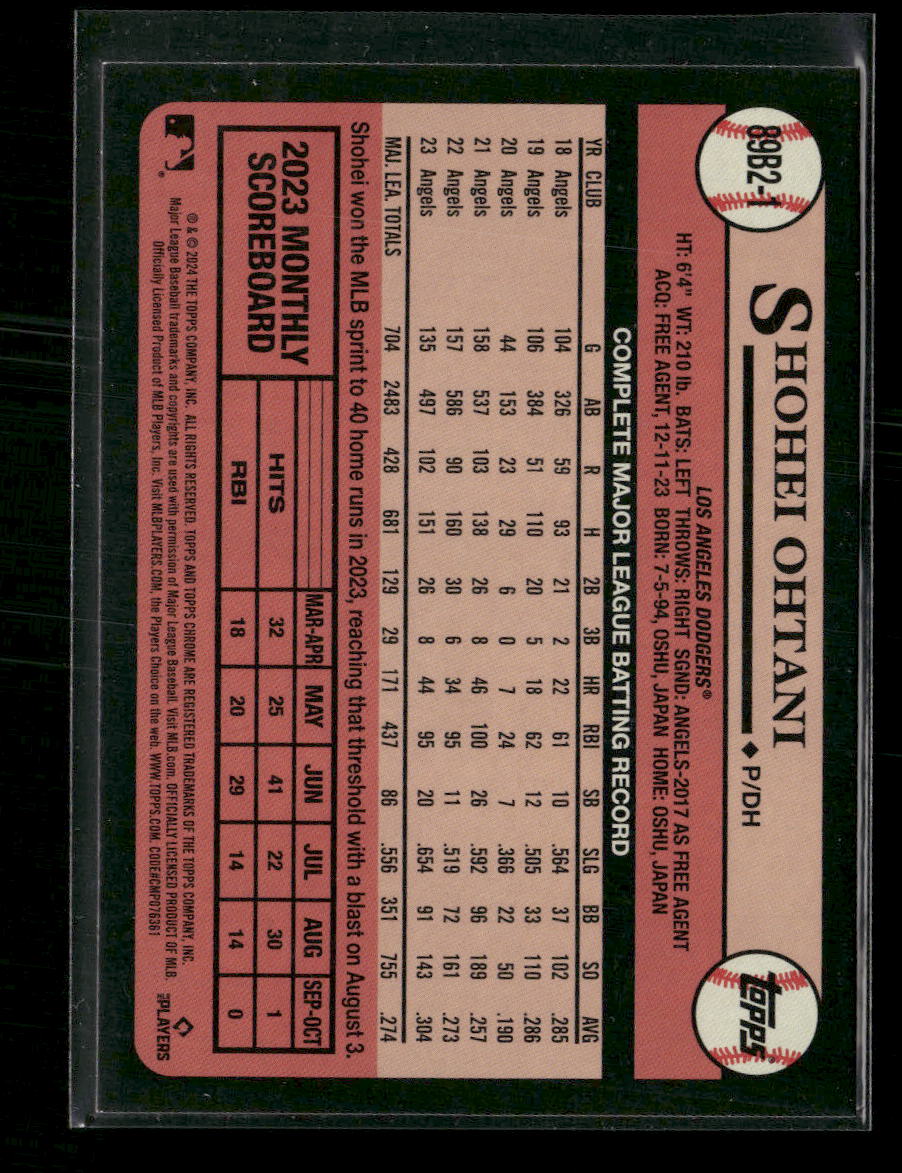 89B2-1
SHOHEI OHTANI ♦ P/DH
topps®
LOS ANGELES DODGERS®
HT: 6'4" WT: 210 lb. BATS: LEFT THROWS: RIGHT SGND: ANGELS-2017 AS FREE AGENT
ACQ: FREE AGENT, 12-11-23 BORN: 7-5-94, OSHU, JAPAN HOME: OSHU, JAPAN
COMPLETE MAJOR LEAGUE BATTING RECORD
YR CLUB G AB R H 2B 3B HR RBI SB SLG BB SO AVG
18 Angels 104 326 59 93 21 2 22 61 10 .564 37 102 .285
19 Angels 106 384 51 110 20 5 18 62 12 .505 33 110 .286
20 Angels 44 153 23 29 6 0 7 24 7 .366 22 50 .190
21 Angels 158 537 103 138 26 8 46 100 26 .592 96 189 .257
22 Angels 157 586 90 160 30 6 34 95 11 .519 72 161 .273
23 Angels 135 497 102 151 26 8 44 95 20 .654 91 143 .304
MAJ. LEA. TOTALS 704 2483 428 681 129 29 171 437 86 .556 351 755 .274
Shohei won the MLB sprint to 40 home runs in 2023, reaching that threshold with a blast on August 3.
2023 MONTHLY
SCOREBOARD
MAR-APR MAY JUN JUL AUG SEP-OCT
HITS 32 25 41 22 30 1
RBI 18 20 29 14 14 0
® & © 2024 THE TOPPS COMPANY, INC. ALL RIGHTS RESERVED. TOPPS AND TOPPS CHROME ARE REGISTERED TRADEMARKS OF THE TOPPS COMPANY, INC.
Major League Baseball trademarks and copyrights are used with permission of Major League Baseball. Visit MLB.com. OFFICIALLY LICENSED PRODUCT OF MLB
Officially Licensed Product of MLB Players, Inc. Visit MLBPLAYERS.COM, the Players Choice on the web. WWW.TOPPS.COM. CODE#CMP076361
MLB PLAYERS